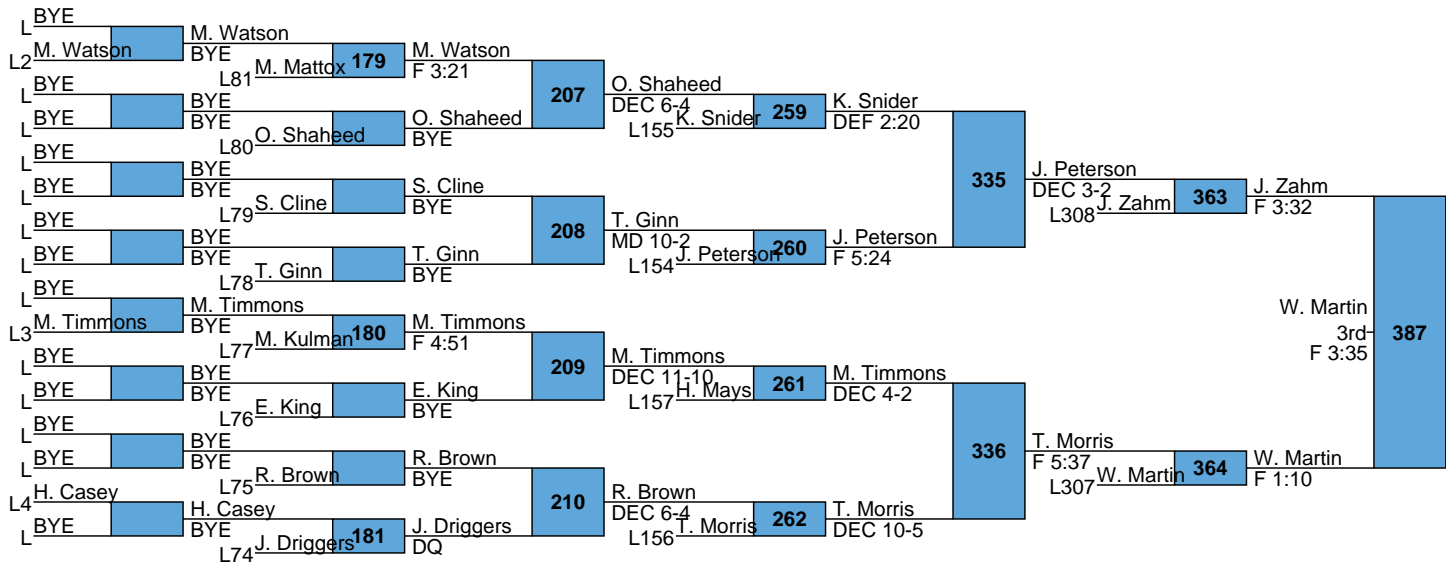 BYE
L
M. Watson
L2
M. Watson
BYE
M. Mattox
L81
179
M. Watson
F 3:21
BYE
L
BYE
L
BYE
BYE
O. Shaheed
L80
O. Shaheed
BYE
207
O. Shaheed
DEC 6-4
K. Snider
L155
259
K. Snider
DEF 2:20
BYE
L
BYE
L
BYE
BYE
S. Cline
L79
S. Cline
BYE
BYE
L
BYE
L
BYE
BYE
T. Ginn
L78
T. Ginn
BYE
208
T. Ginn
MD 10-2
J. Peterson
L154
260
J. Peterson
F 5:24
335
J. Peterson
DEC 3-2
J. Zahm
L308
363
J. Zahm
F 3:32
BYE
L
M. Timmons
L3
M. Timmons
BYE
M. Kulman
L77
180
M. Timmons
F 4:51
BYE
L
BYE
L
BYE
BYE
E. King
L76
E. King
BYE
209
M. Timmons
DEC 11-10
H. Mays
L157
261
M. Timmons
DEC 4-2
BYE
L
BYE
L
BYE
BYE
R. Brown
L75
R. Brown
BYE
H. Casey
L4
BYE
L
H. Casey
BYE
J. Driggers
L74
181
J. Driggers
DQ
210
R. Brown
DEC 6-4
T. Morris
L156
262
T. Morris
DEC 10-5
336
T. Morris
F 5:37
W. Martin
L307
364
W. Martin
F 1:10
W. Martin
3rd
F 3:35
387